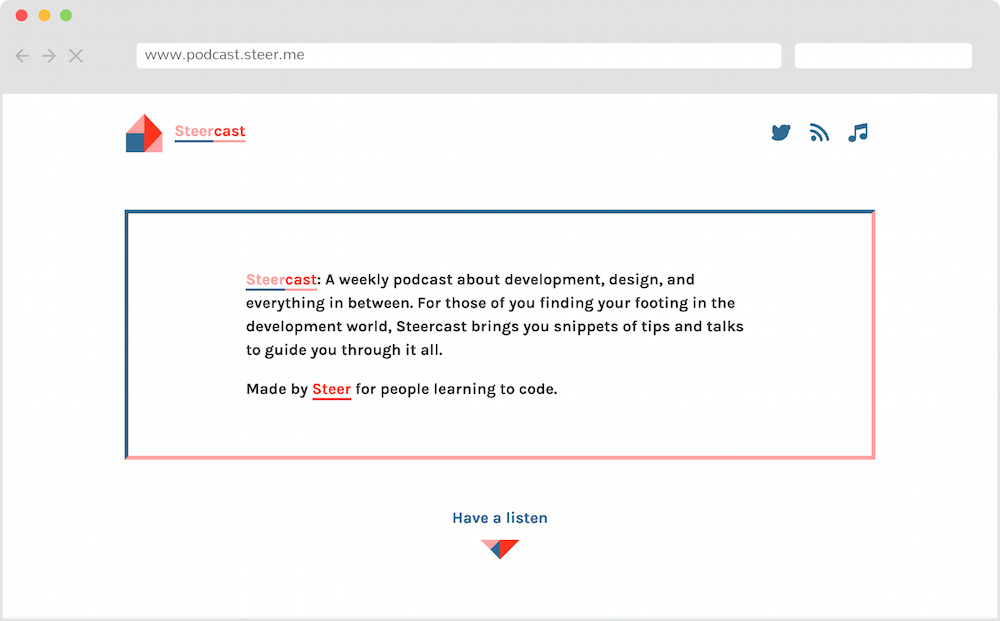 www.podcast.steer.me
Steercast
Steercast: A weekly podcast about development, design, and
everything in between. For those of you finding your footing in the
development world, Steercast brings you snippets of tips and talks
to guide you through it all.
Made by Steer for people learning to code.
Have a listen